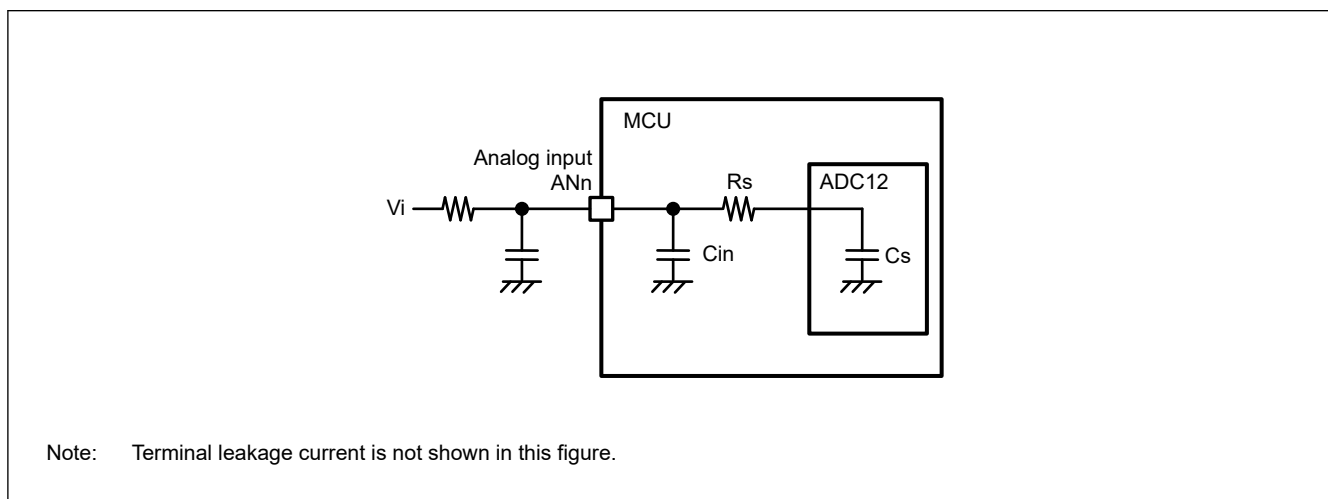 MCU
Analog input
ANn
Rs
ADC12
Vi
Cin
Cs
Note: Terminal leakage current is not shown in this figure.